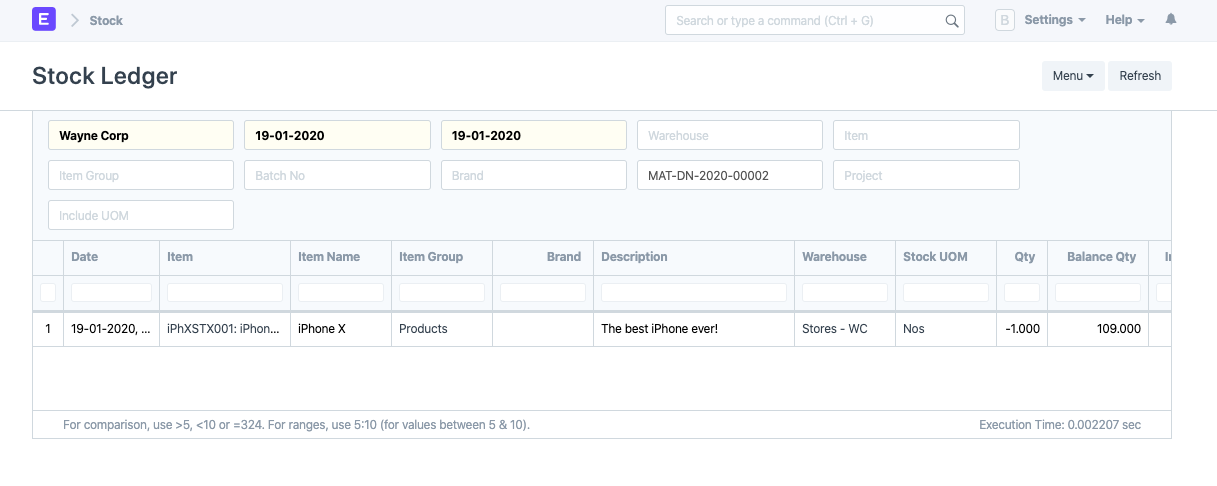 E Stock Search or type a command (Ctrl + G) B Settings Help
Stock Ledger Menu Refresh
Wayne Corp 19-01-2020 19-01-2020 Warehouse Item
Item Group Batch No Brand MAT-DN-2020-00002 Project
Include UOM
Date Item Item Name Item Group Brand Description Warehouse Stock UOM Qty Balance Qty
1 19-01-2020, ... iPhXSTX001: iPhon... iPhone X Products The best iPhone ever! Stores - WC Nos -1.000 109.000
For comparison, use >5, <10 or =324. For ranges, use 5:10 (for values between 5 & 10). Execution Time: 0.002207 sec